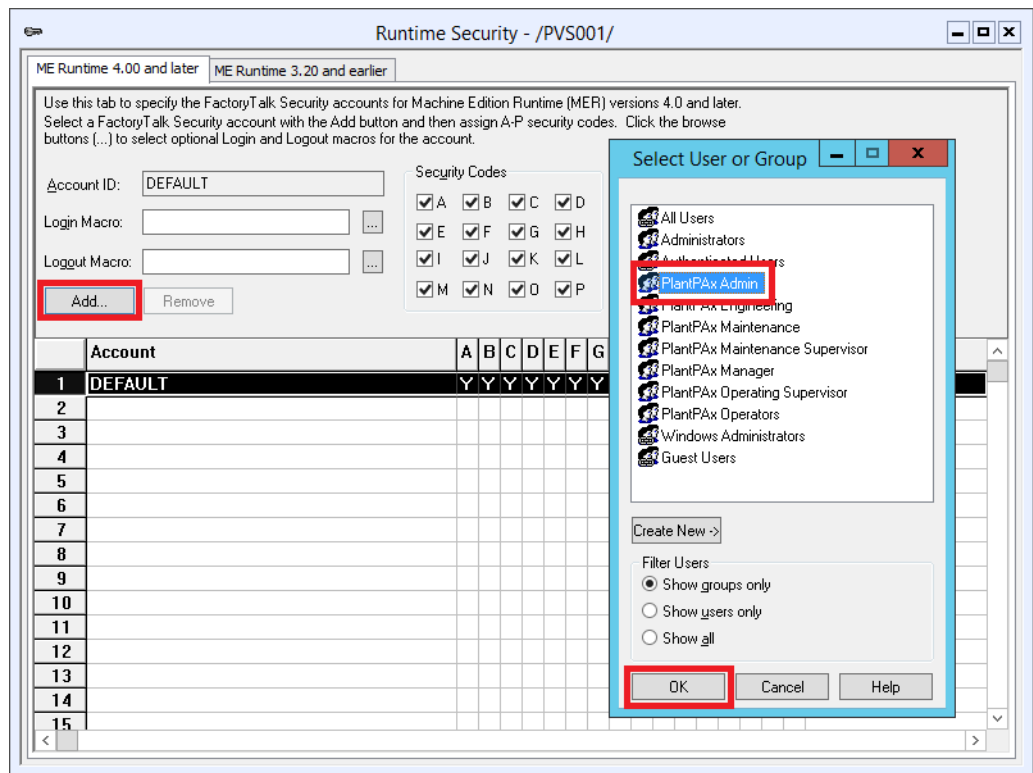 Runtime Security - /PVS001/
ME Runtime 4.00 and later
ME Runtime 3.20 and earlier
Use this tab to specify the FactoryTalk Security accounts for Machine Edition Runtime (MER) versions 4.0 and later.
Select a FactoryTalk Security account with the Add button and then assign A-P security codes. Click the browse
buttons (...) to select optional Login and Logout macros for the account.
Account ID: DEFAULT
Login Macro: ...
Logout Macro: ...
Add... Remove
Security Codes
A B C D
E F G H
I J K L
M N O P
Account A B C D E F G
1 DEFAULT Y Y Y Y Y Y Y
2
3
4
5
6
7
8
9
10
11
12
13
14
15
Select User or Group
All Users
Administrators
Authenticated Users
PlantPAx Admin
PlantPAx Engineering
PlantPAx Maintenance
PlantPAx Maintenance Supervisor
PlantPAx Manager
PlantPAx Operating Supervisor
PlantPAx Operators
Windows Administrators
Guest Users
Create New ->
Filter Users
Show groups only
Show users only
Show all
OK Cancel Help